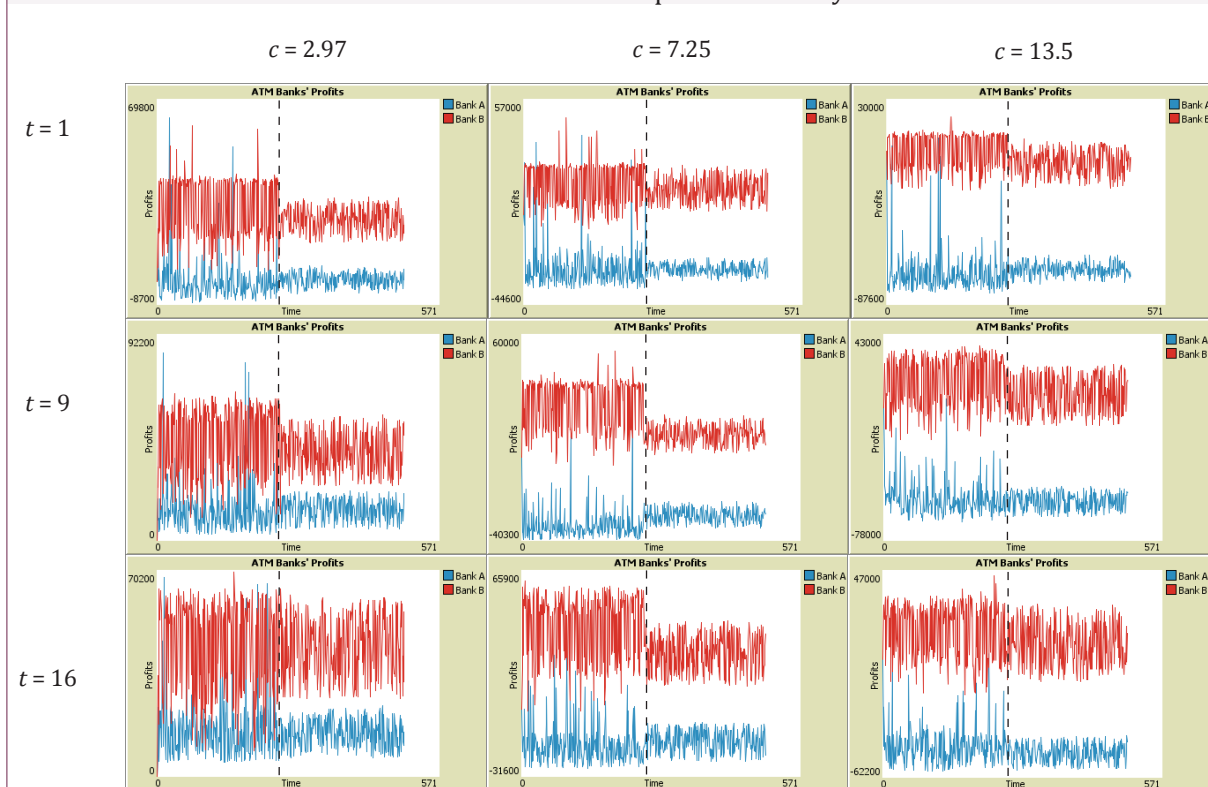 c = 2.97 c = 7.25 c = 13.5
t = 1
ATM Banks' Profits
69800
Profits
-8700
0 Time 571
Bank A
Bank B
ATM Banks' Profits
57000
Profits
-44600
0 Time 571
Bank A
Bank B
ATM Banks' Profits
30000
Profits
-87600
0 Time 571
Bank A
Bank B
t = 9
ATM Banks' Profits
92200
Profits
0
0 Time 571
Bank A
Bank B
ATM Banks' Profits
60000
Profits
-40300
0 Time 571
Bank A
Bank B
ATM Banks' Profits
43000
Profits
-78000
0 Time 571
Bank A
Bank B
t = 16
ATM Banks' Profits
70200
Profits
0
0 Time 571
Bank A
Bank B
ATM Banks' Profits
65900
Profits
-31600
0 Time 571
Bank A
Bank B
ATM Banks' Profits
47000
Profits
-62200
0 Time 571
Bank A
Bank B